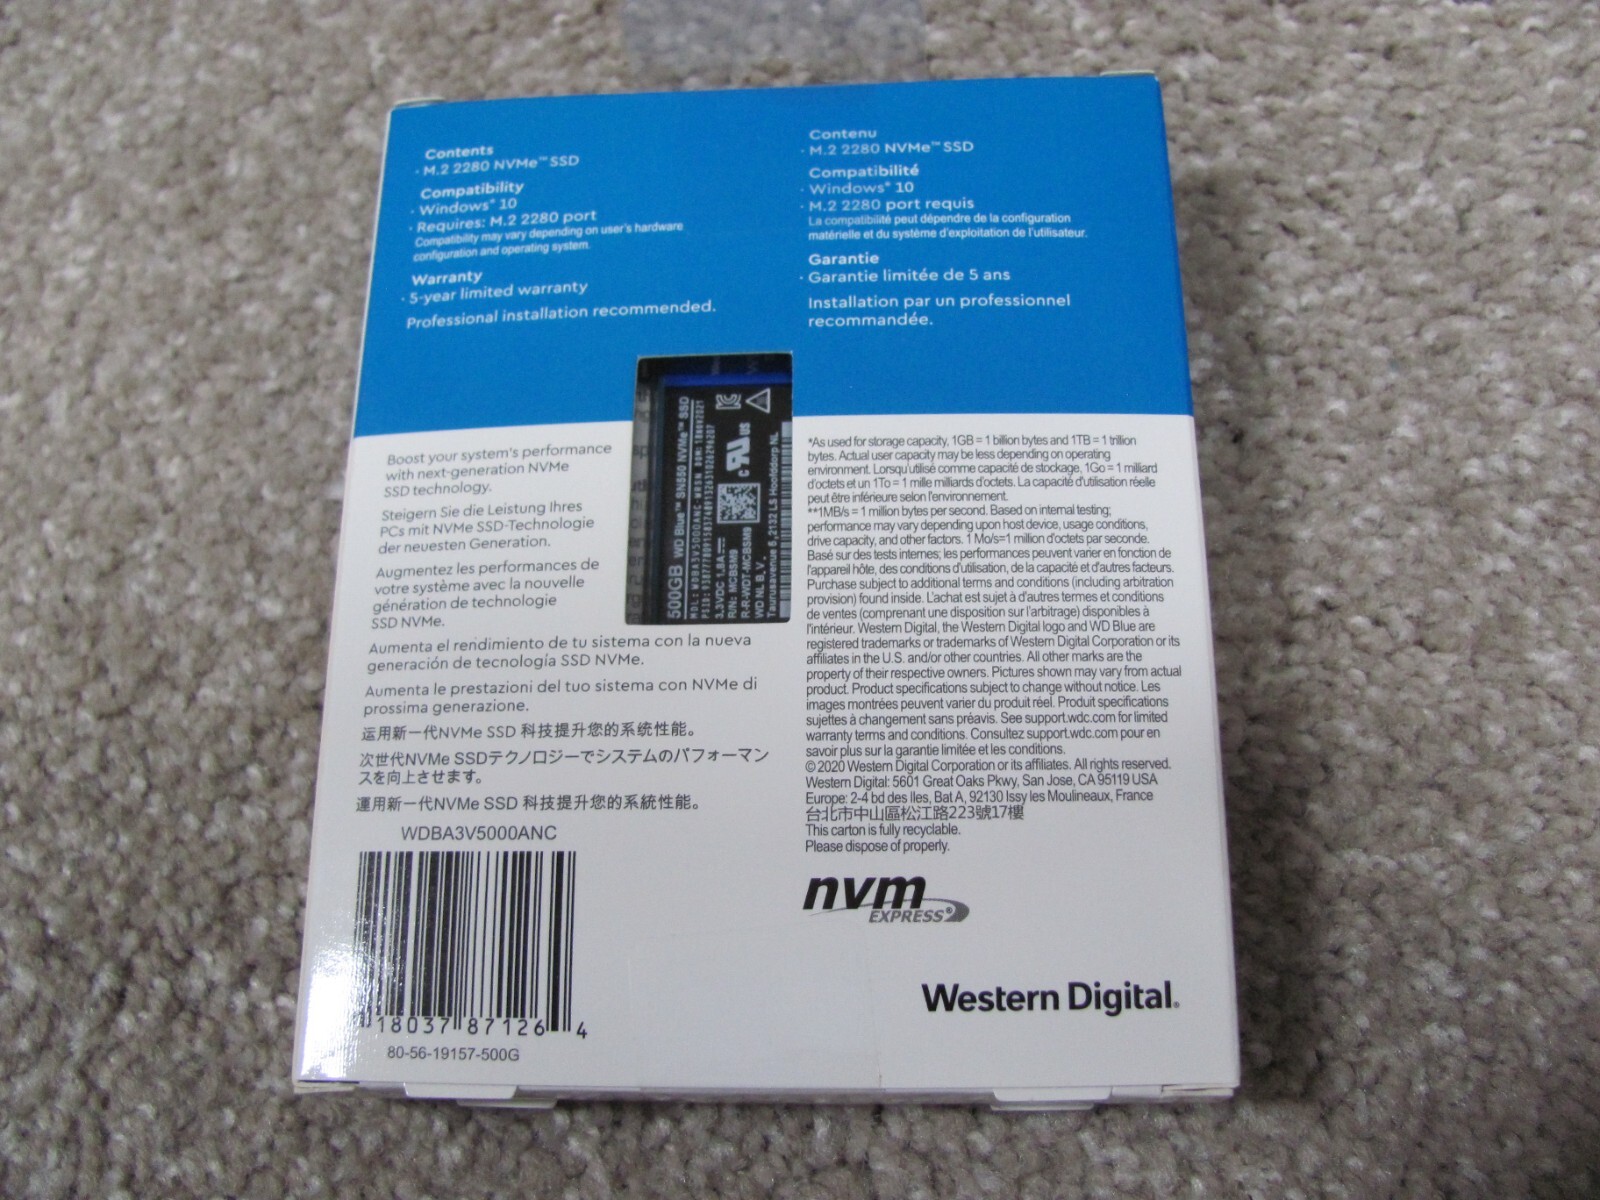 Contents
· M.2 2280 NVMe™ SSD
Compatibility
· Windows® 10
· Requires: M.2 2280 port
Compatibility may vary depending on user's hardware
configuration and operating system.
Warranty
· 5-year limited warranty
Professional installation recommended.
Contenu
· M.2 2280 NVMe™ SSD
Compatibilité
· Windows® 10
· M.2 2280 port requis
La compatibilité peut dépendre de la configuration
matérielle et du système d'exploitation de l'utilisateur.
Garantie
· Garantie limitée de 5 ans
Installation par un professionnel
recommandée.
500GB WD Blue™ SN550 NVMe™ SSD
MDL: WDBA3V5000ANC-WRSN
3.3VDC 1,8A
R/N: MCBSM9
R-R-WDT-MCBSM9
WD NL B.V.
Taurusavenue 5, 2132 LS Hoofddorp NL
Boost your system's performance
with next-generation NVMe
SSD technology.
Steigern Sie die Leistung Ihres
PCs mit NVMe SSD-Technologie
der neuesten Generation.
Augmentez les performances de
votre système avec la nouvelle
génération de technologie
SSD NVMe.
Aumenta el rendimiento de tu sistema con la nueva
generación de tecnología SSD NVMe.
Aumenta le prestazioni del tuo sistema con NVMe di
prossima generazione.
运用新一代NVMe SSD 科技提升您的系统性能。
次世代NVMe SSDテクノロジーでシステムのパフォーマン
スを向上させます。
運用新一代NVMe SSD 科技提升您的系統性能。
WDBA3V5000ANC
18037 87126 4
80-56-19157-500G
*As used for storage capacity, 1GB = 1 billion bytes and 1TB = 1 trillion
bytes. Actual user capacity may be less depending on operating
environment. Lorsqu'utilisé comme capacité de stockage, 1Go = 1 milliard
d'octets et un 1To = 1 mille milliards d'octets. La capacité d'utilisation réelle
peut être inférieure selon l'environnement.
**1MB/s = 1 million bytes per second. Based on internal testing;
performance may vary depending upon host device, usage conditions,
drive capacity, and other factors. 1 Mo/s=1 million d'octets par seconde.
Basé sur des tests internes; les performances peuvent varier en fonction de
l'appareil hôte, des conditions d'utilisation, de la capacité et d'autres facteurs.
Purchase subject to additional terms and conditions (including arbitration
provision) found inside. L'achat est sujet à d'autres termes et conditions
de ventes (comprenant une disposition sur l'arbitrage) disponibles à
l'intérieur. Western Digital, the Western Digital logo and WD Blue are
registered trademarks or trademarks of Western Digital Corporation or its
affiliates in the U.S. and/or other countries. All other marks are the
property of their respective owners. Pictures shown may vary from actual
product. Product specifications subject to change without notice. Les
images montrées peuvent varier du produit réel. Produit spécifications
sujettes à changement sans préavis. See support.wdc.com for limited
warranty terms and conditions. Consultez support.wdc.com pour en
savoir plus sur la garantie limitée et les conditions.
© 2020 Western Digital Corporation or its affiliates. All rights reserved.
Western Digital: 5601 Great Oaks Pkwy, San Jose, CA 95119 USA
Europe: 2-4 bd des Iles, Bat A, 92130 Issy les Moulineaux, France
台北市中山區松江路223號17樓
This carton is fully recyclable.
Please dispose of properly.
nvm
EXPRESS®
Western Digital®